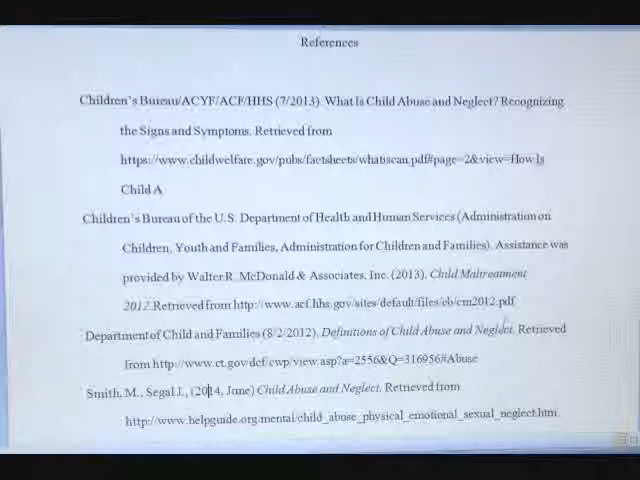 References
Children's Bureau/ACYF/ACF/HHS (7/2013). What Is Child Abuse and Neglect? Recognizing
the Signs and Symptoms. Retrieved from
https://www.childwelfare.gov/pubs/factsheets/whatiscan.pdf#page=2&view=How Is
Child A
Children's Bureau of the U.S. Department of Health and Human Services (Administration on
Children, Youth and Families, Administration for Children and Families). Assistance was
provided by Walter R. McDonald & Associates, Inc. (2013). Child Maltreatment
2012. Retrieved from http://www.acf.hhs.gov/sites/default/files/cb/cm2012.pdf
Department of Child and Families (8/2/2012). Definitions of Child Abuse and Neglect. Retrieved
from http://www.ct.gov/dcf/cwp/view.asp?a=2556&Q=316956#Abuse
Smith, M., Segal J., (2014, June) Child Abuse and Neglect. Retrieved from
http://www.helpguide.org/mental/child_abuse_physical_emotional_sexual_neglect.htm